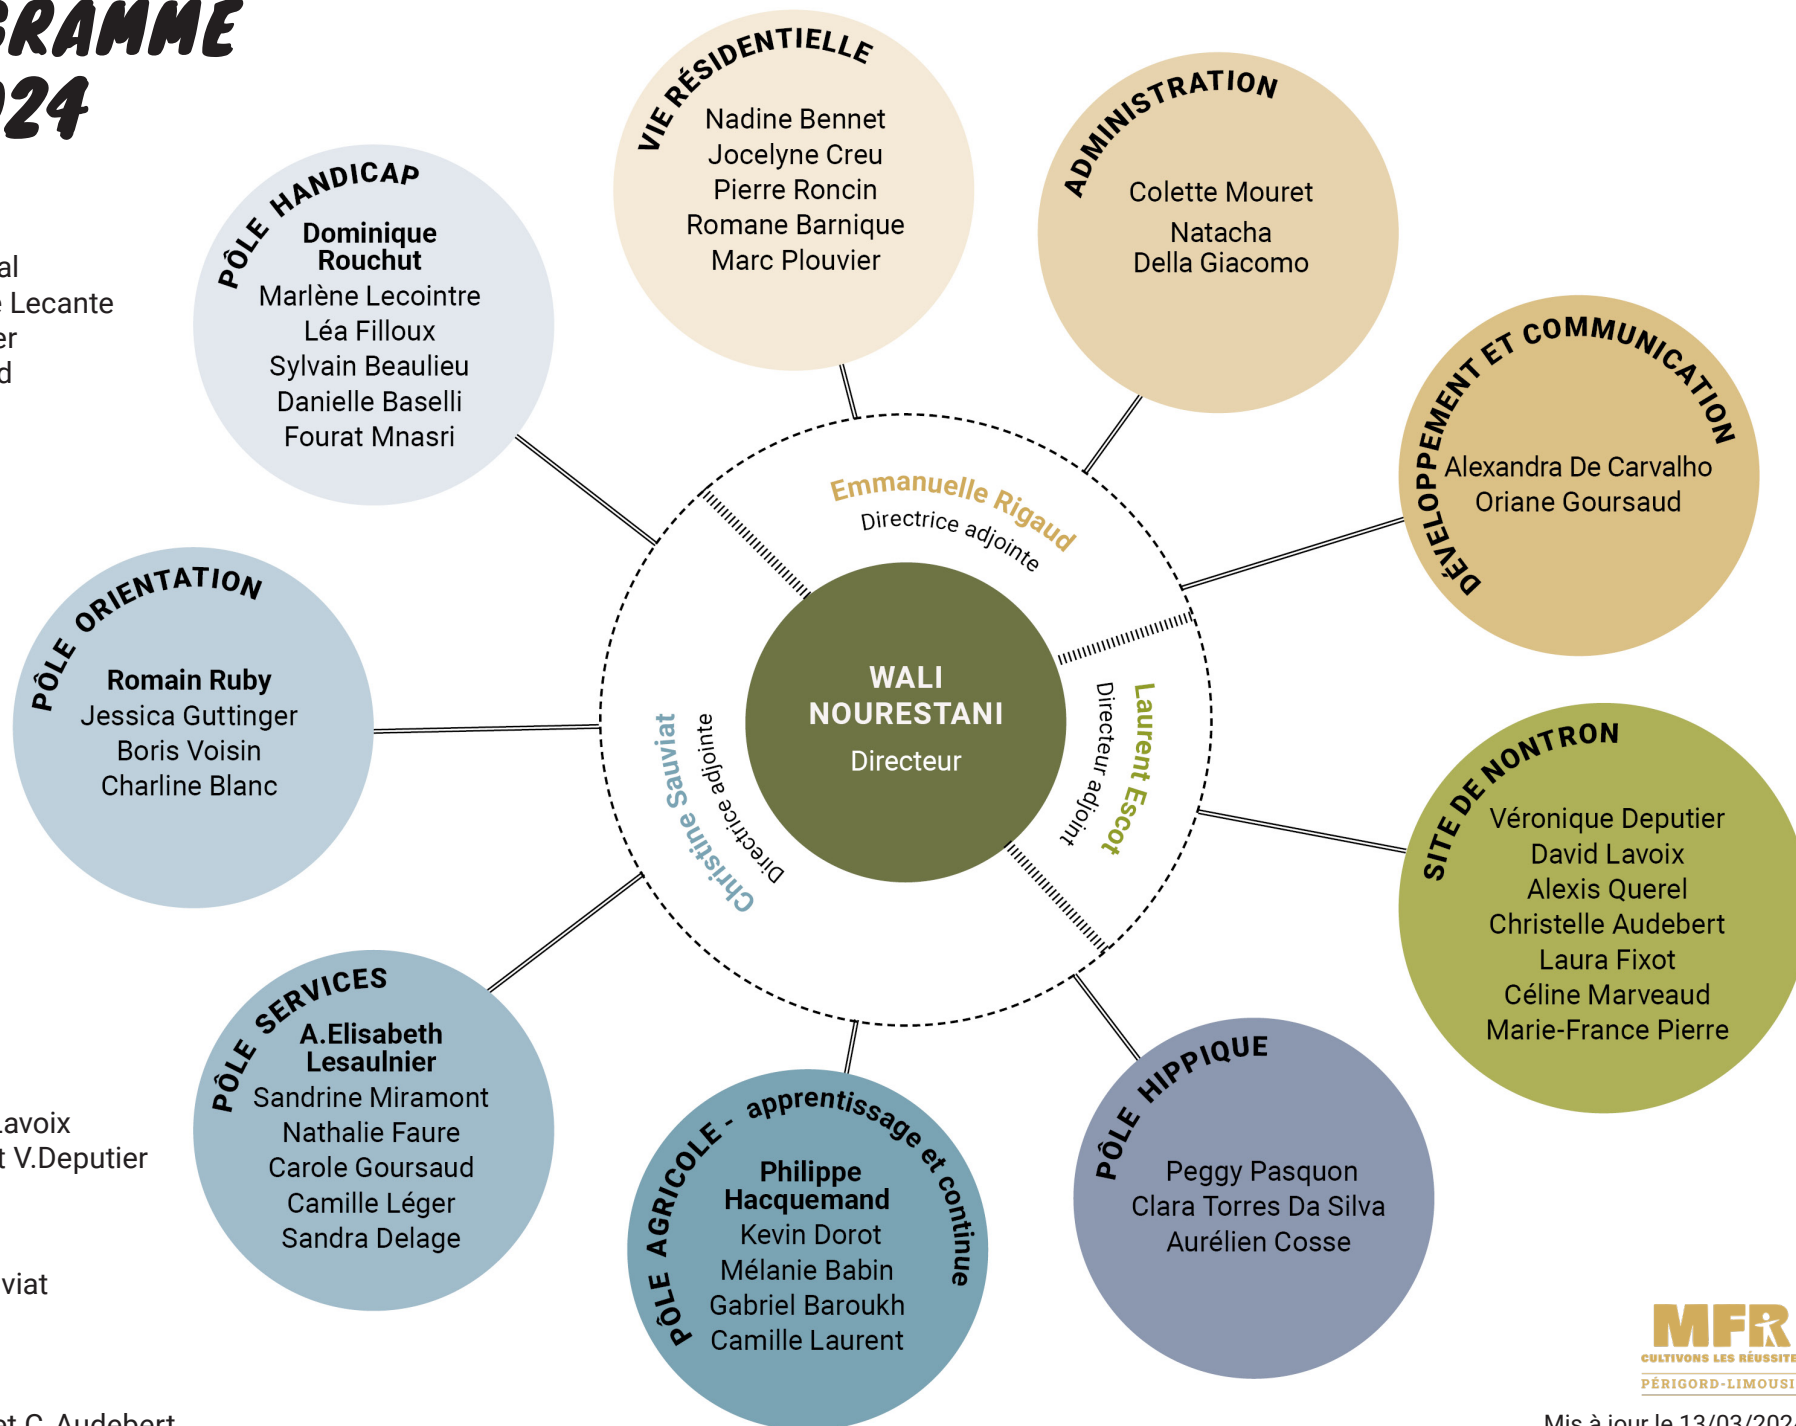 GRAMME
024
al
e Lecante
er
d
Lavoix
t V.Deputier
viat
et C. Audebert
PÔLE HANDICAP
Dominique
Rouchut
Marlène Lecointre
Léa Filloux
Sylvain Beaulieu
Danielle Baselli
Fourat Mnasri
VIE RÉSIDENTIELLE
Nadine Bennet
Jocelyne Creu
Pierre Roncin
Romane Barnique
Marc Plouvier
ADMINISTRATION
Colette Mouret
Natacha
Della Giacomo
DÉVELOPPEMENT ET COMMUNICATION
Alexandra De Carvalho
Oriane Goursaud
PÔLE ORIENTATION
Romain Ruby
Jessica Guttinger
Boris Voisin
Charline Blanc
Emmanuelle Rigaud
Directrice adjointe
WALI
NOURESTANI
Directeur
Laurent Escot
Directeur adjoint
Christine Sauviat
Directrice adjointe
SITE DE NONTRON
Véronique Deputier
David Lavoix
Alexis Querel
Christelle Audebert
Laura Fixot
Céline Marveaud
Marie-France Pierre
PÔLE SERVICES
A.Elisabeth
Lesaulnier
Sandrine Miramont
Nathalie Faure
Carole Goursaud
Camille Léger
Sandra Delage
PÔLE AGRICOLE - apprentissage et continue
Philippe
Hacquemand
Kevin Dorot
Mélanie Babin
Gabriel Baroukh
Camille Laurent
PÔLE HIPPIQUE
Peggy Pasquon
Clara Torres Da Silva
Aurélien Cosse
MFR
CULTIVONS LES RÉUSSITE
PÉRIGORD-LIMOUSI
Mis à jour le 13/03/2024